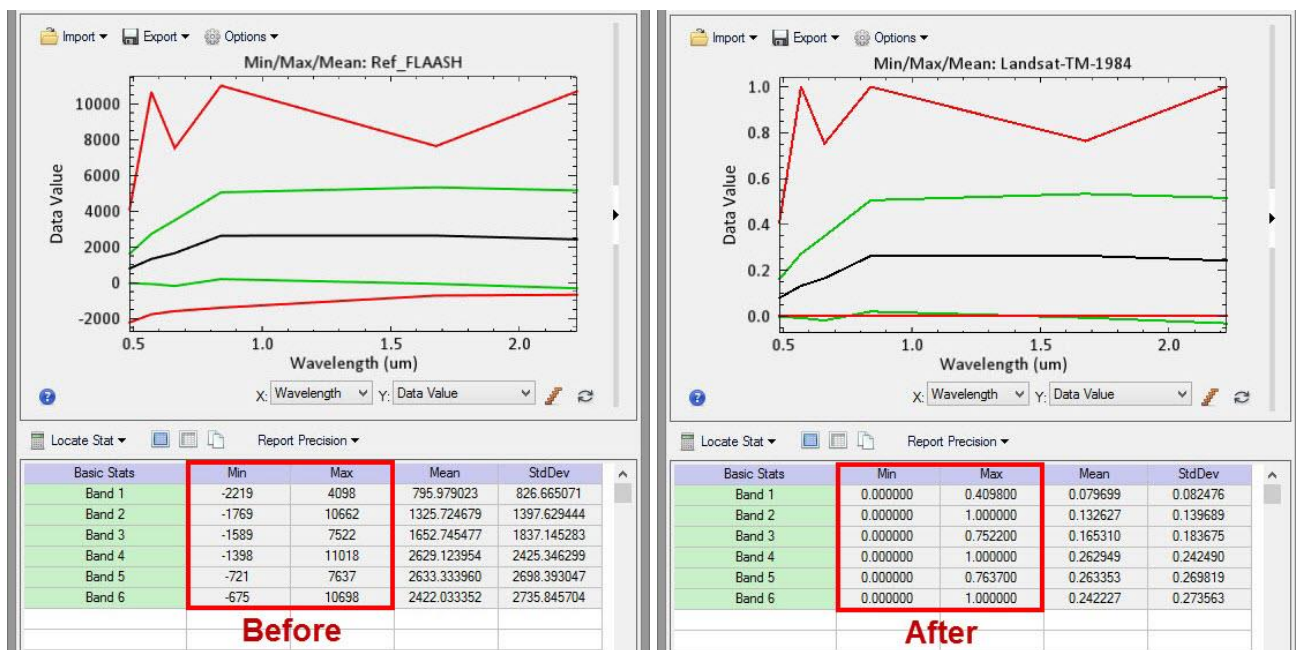 Import Export Options
Min/Max/Mean: Ref_FLAASH
10000
8000
6000
4000
2000
0
-2000
Data Value
0.5 1.0 1.5 2.0
Wavelength (um)
X: Wavelength Y: Data Value
Locate Stat Report Precision
Basic Stats Min Max Mean StdDev
Band 1 -2219 4098 795.979023 826.665071
Band 2 -1769 10662 1325.724679 1397.629444
Band 3 -1589 7522 1652.745477 1837.145283
Band 4 -1398 11018 2629.123954 2425.346299
Band 5 -721 7637 2633.333960 2698.393047
Band 6 -675 10698 2422.033352 2735.845704
Before
Import Export Options
Min/Max/Mean: Landsat-TM-1984
1.0
0.8
0.6
0.4
0.2
0.0
Data Value
0.5 1.0 1.5 2.0
Wavelength (um)
X: Wavelength Y: Data Value
Locate Stat Report Precision
Basic Stats Min Max Mean StdDev
Band 1 0.000000 0.409800 0.079699 0.082476
Band 2 0.000000 1.000000 0.132627 0.139689
Band 3 0.000000 0.752200 0.165310 0.183675
Band 4 0.000000 1.000000 0.262949 0.242490
Band 5 0.000000 0.763700 0.263353 0.269819
Band 6 0.000000 1.000000 0.242227 0.273563
After